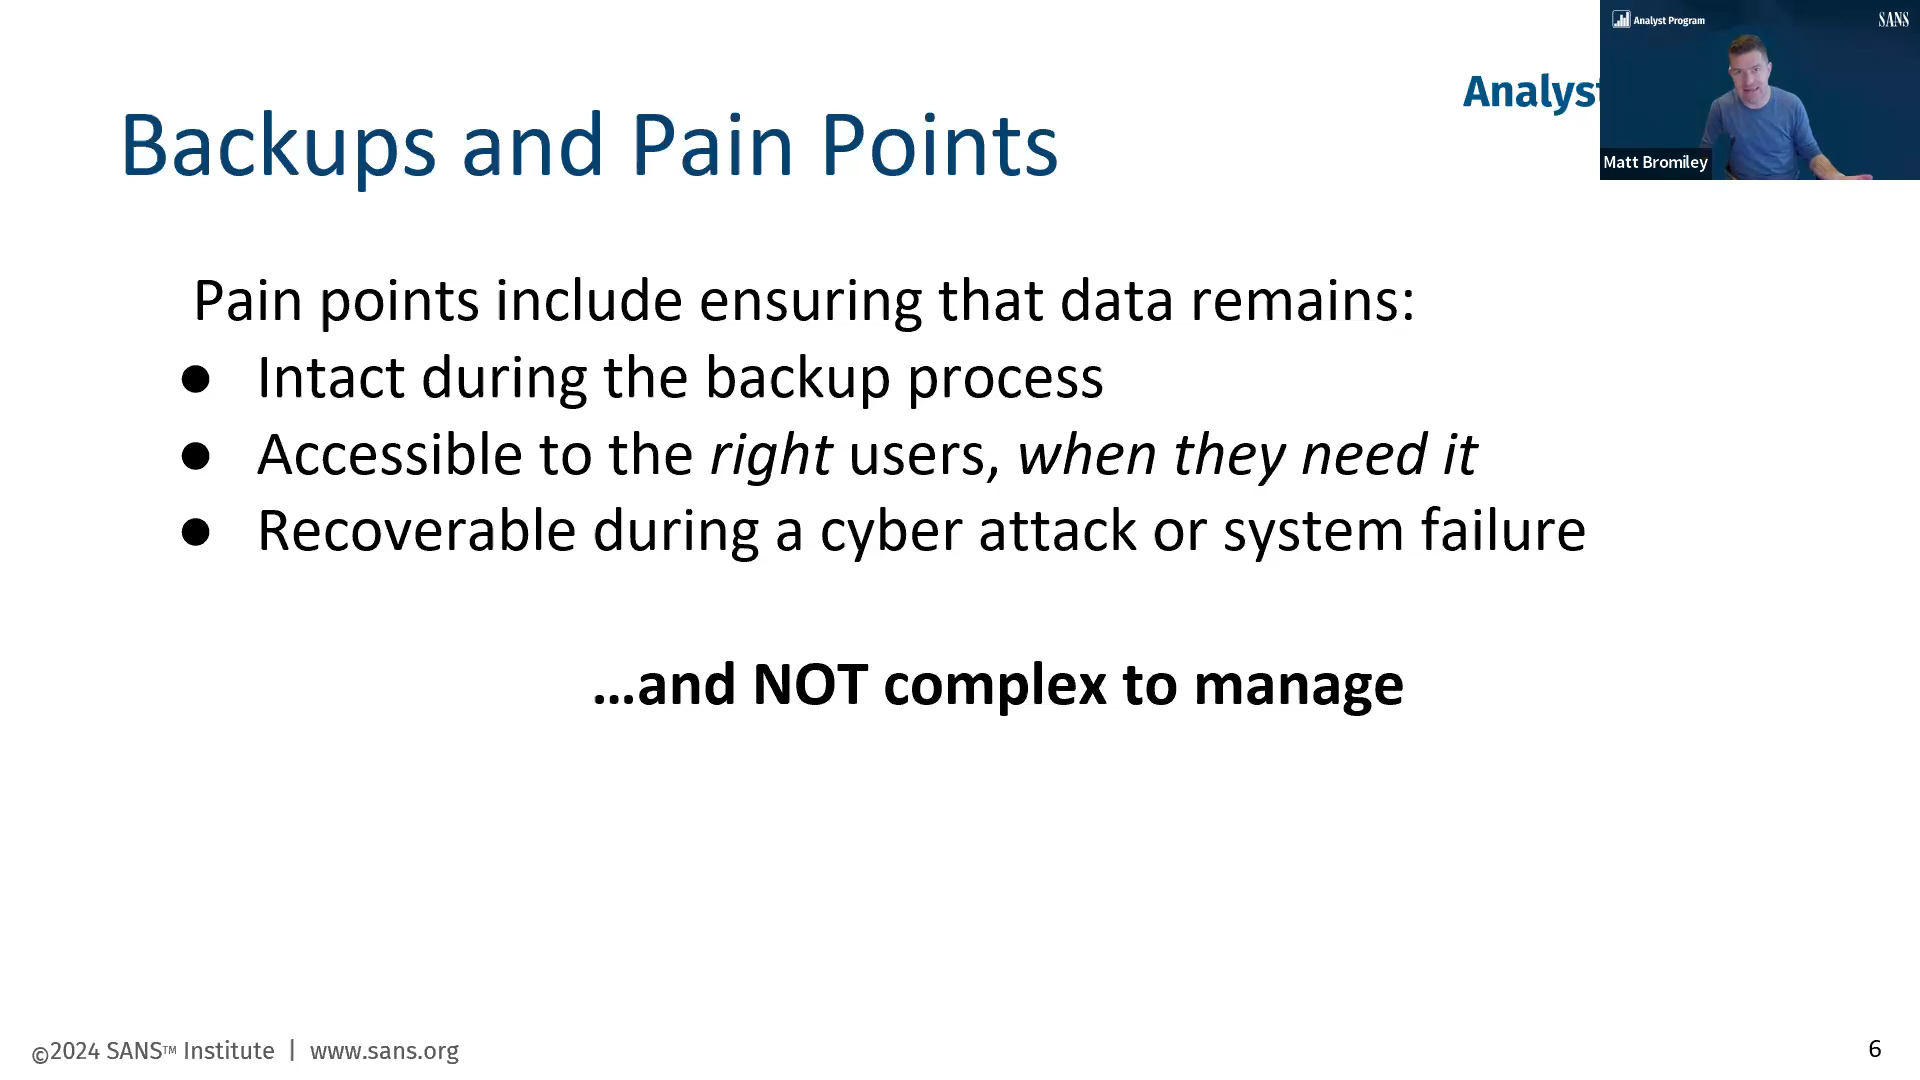 Analyst Program
SANS
Analyst
Matt Bromiley
Backups and Pain Points
Pain points include ensuring that data remains:
● Intact during the backup process
● Accessible to the right users, when they need it
● Recoverable during a cyber attack or system failure
...and NOT complex to manage
©2024 SANS™ Institute | www.sans.org
6